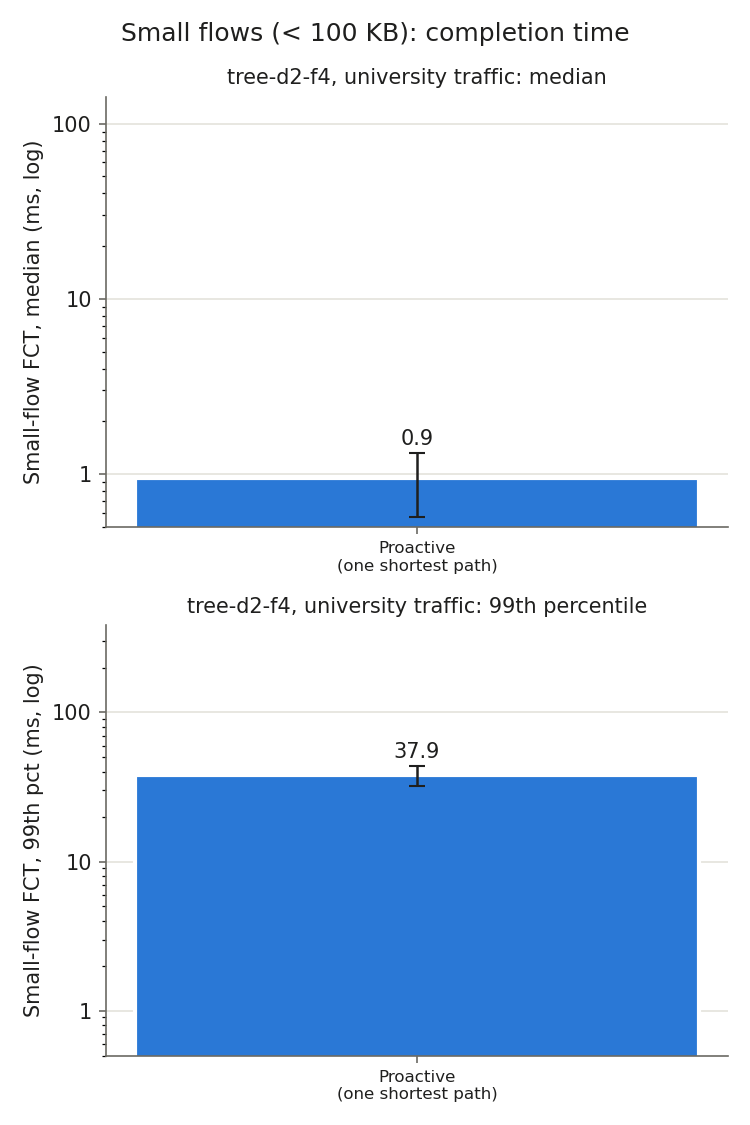 Small flows (< 100 KB): completion time
tree-d2-f4, university traffic: median
Small-flow FCT, median (ms, log)
100
10
1
0.9
Proactive
(one shortest path)
tree-d2-f4, university traffic: 99th percentile
Small-flow FCT, 99th pct (ms, log)
100
10
1
37.9
Proactive
(one shortest path)